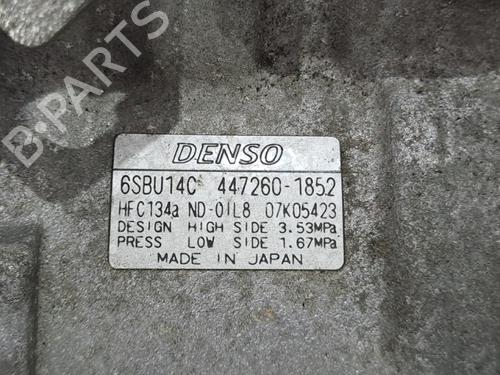 B-PARTS
DENSO
6SBU14C 447260-1852
HFC134a ND-OIL8 07K05423
DESIGN HIGH SIDE 3.53MPa
PRESS LOW SIDE 1.67MPa
MADE IN JAPAN